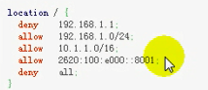 location / {
deny 192.168.1.1;
allow 192.168.1.0/24;
allow 10.1.1.0/16;
allow 2620:100:e000::8001;
deny all;
}